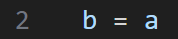 2 b = a